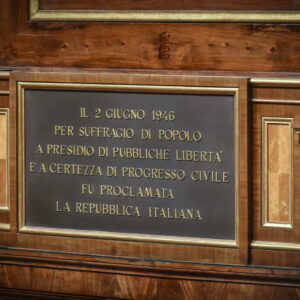 IL 2 GIUGNO 1946
PER SUFFRAGIO DI POPOLO
A PRESIDIO DI PUBBLICHE LIBERTA'
E A CERTEZZA DI PROGRESSO CIVILE
FU PROCLAMATA
LA REPUBBLICA ITALIANA